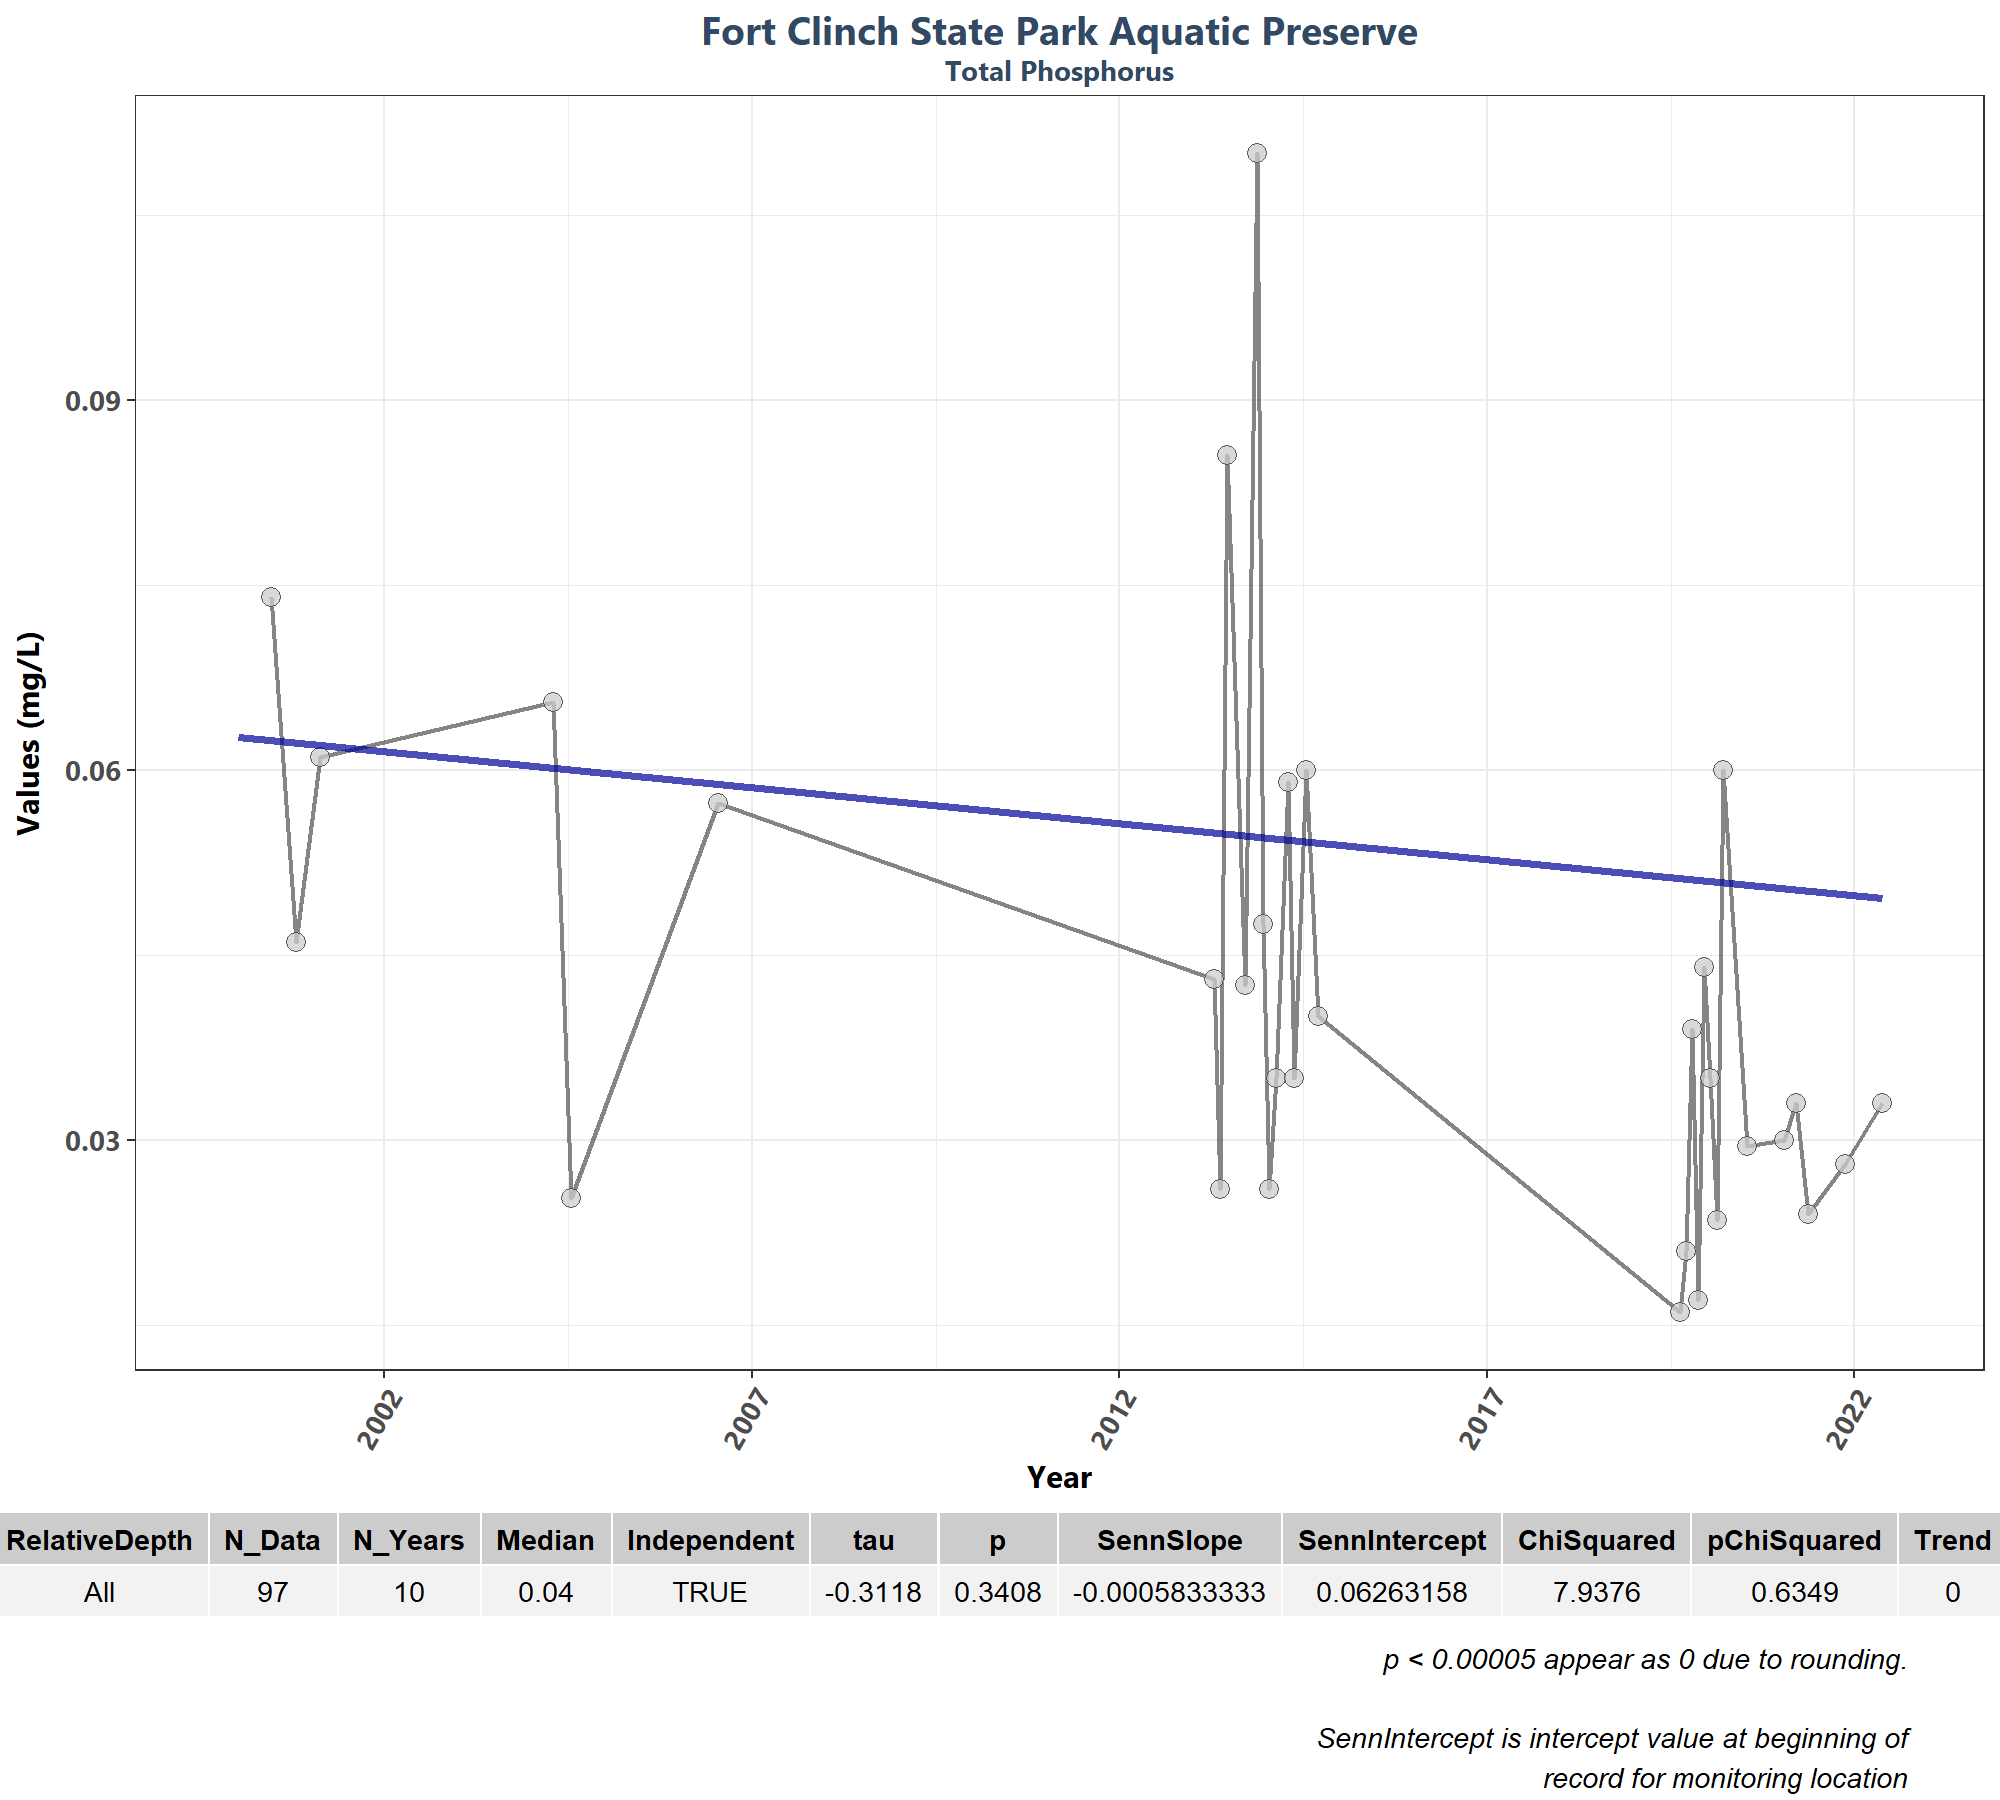 Fort Clinch State Park Aquatic Preserve
Total Phosphorus
Values (mg/L)
0.09
0.06
0.03
2002 2007 2012 2017 2022
Year
RelativeDepth N_Data N_Years Median Independent tau p SennSlope SennIntercept ChiSquared pChiSquared Trend
All 97 10 0.04 TRUE -0.3118 0.3408 -0.0005833333 0.06263158 7.9376 0.6349 0
p < 0.00005 appear as 0 due to rounding.
SennIntercept is intercept value at beginning of
record for monitoring location